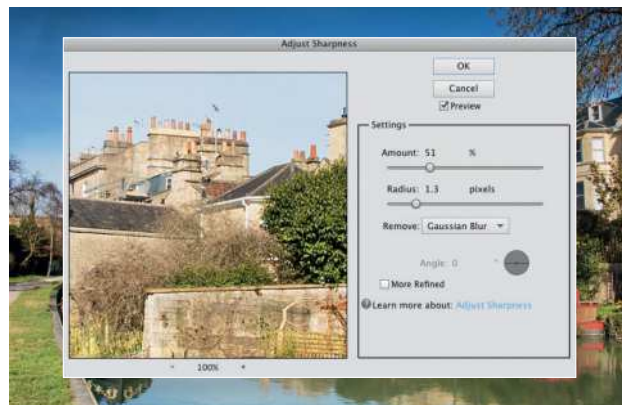 Adjust Sharpness
OK
Cancel
Preview
Settings
Amount: 51 %
Radius: 1.3 pixels
Remove: Gaussian Blur
Angle: 0 °
More Refined
Learn more about: Adjust Sharpness
- 100% +